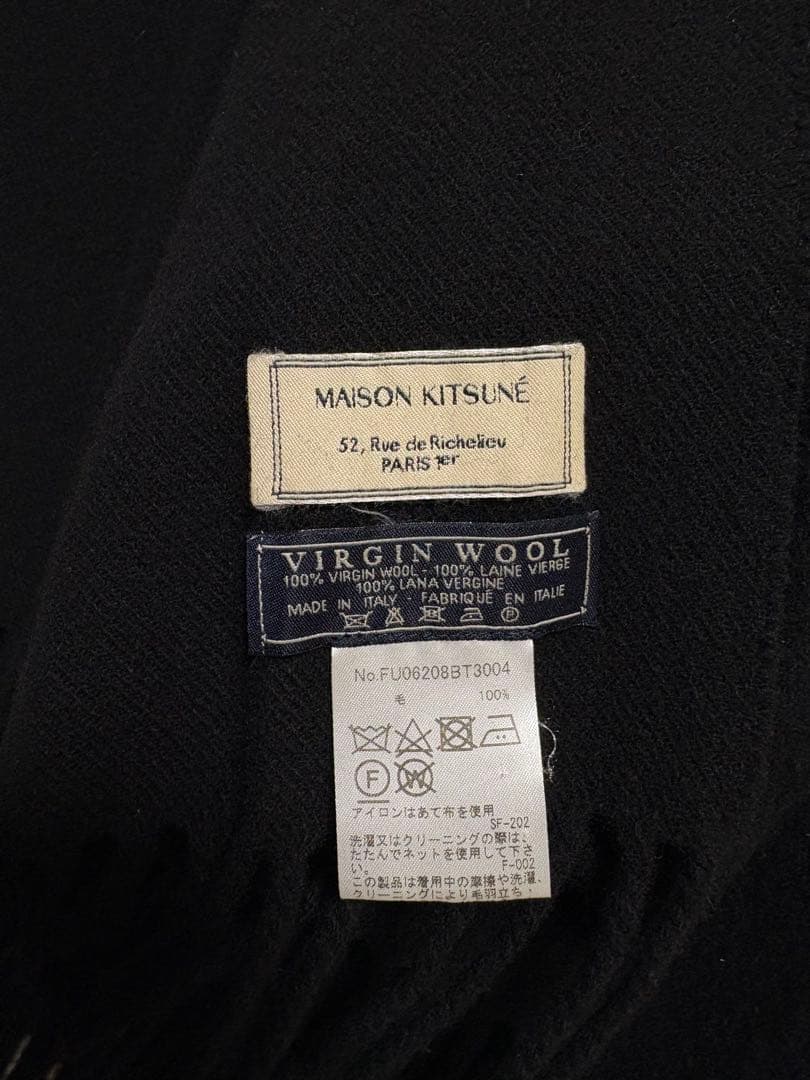 MAISON KITSUNÉ
52, Rue de Richelieu
PARIS 1er
VIRGIN WOOL
100% VIRGIN WOOL - 100% LAINE VIERGE
100% LANA VERGINE
MADE IN ITALY - FABRIQUÉ EN ITALIE
No.FU06208BT3004
毛 100%
F W
アイロンはあて布を使用
SF-202
洗濯又はクリーニングの際は、
たたんでネットを使用して下さ
い。 F-002
この製品は着用中の摩擦や洗濯、
クリーニングにより毛羽立ち、